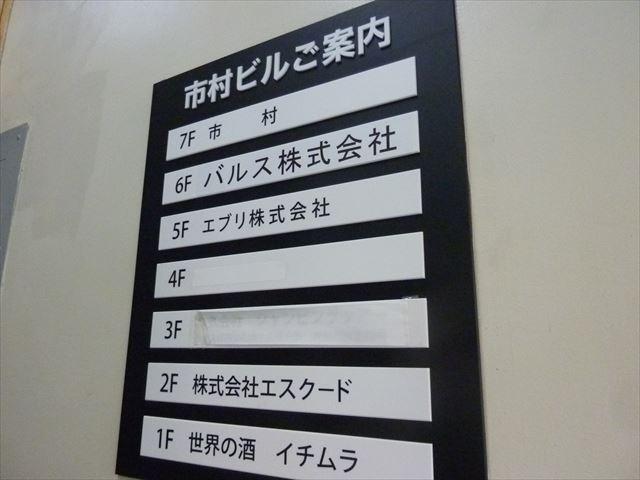 市村ビルご案内
7F 市 村
6F バルス株式会社
5F エブリ株式会社
4F
3F
2F 株式会社エスクード
1F 世界の酒 イチムラ